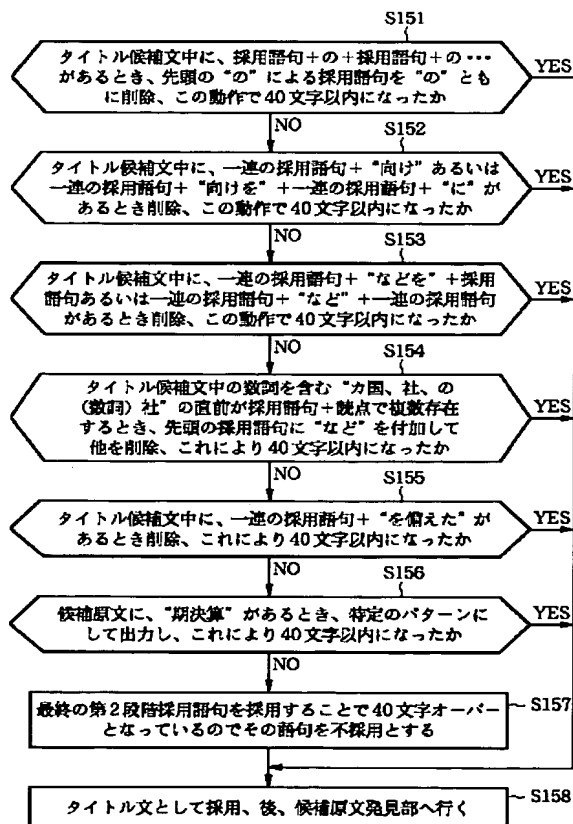 S151
タイトル候補文中に、採用語句+の+採用語句+の・・・
があるとき、先頭の“の”による採用語句を“の”とも
に削除、この動作で40文字以内になったか
YES
NO
S152
タイトル候補文中に、一連の採用語句+“向け”あるいは
一連の採用語句+“向けを”+一連の採用語句+“に”が
あるとき削除、この動作で40文字以内になったか
YES
NO
S153
タイトル候補文中に、一連の採用語句+“などを”+採用
語句あるいは一連の採用語句+“など”+一連の採用語句
があるとき削除、この動作で40文字以内になったか
YES
NO
S154
タイトル候補文中の数詞を含む“カ国、社、の
(数詞)社”の直前が採用語句+読点で複数存在
するとき、先頭の採用語句に“など”を付加して
他を削除、これにより40文字以内になったか
YES
NO
S155
タイトル候補文中に、一連の採用語句+“を備えた”が
あるとき削除、これにより40文字以内になったか
YES
NO
S156
候補原文に、“期決算”があるとき、特定のパターンに
して出力し、これにより40文字以内になったか
YES
NO
最終の第2段階採用語句を採用することで40文字オーバー
となっているのでその語句を不採用とする
S157
タイトル文として採用、後、候補原文発見部へ行く
S158